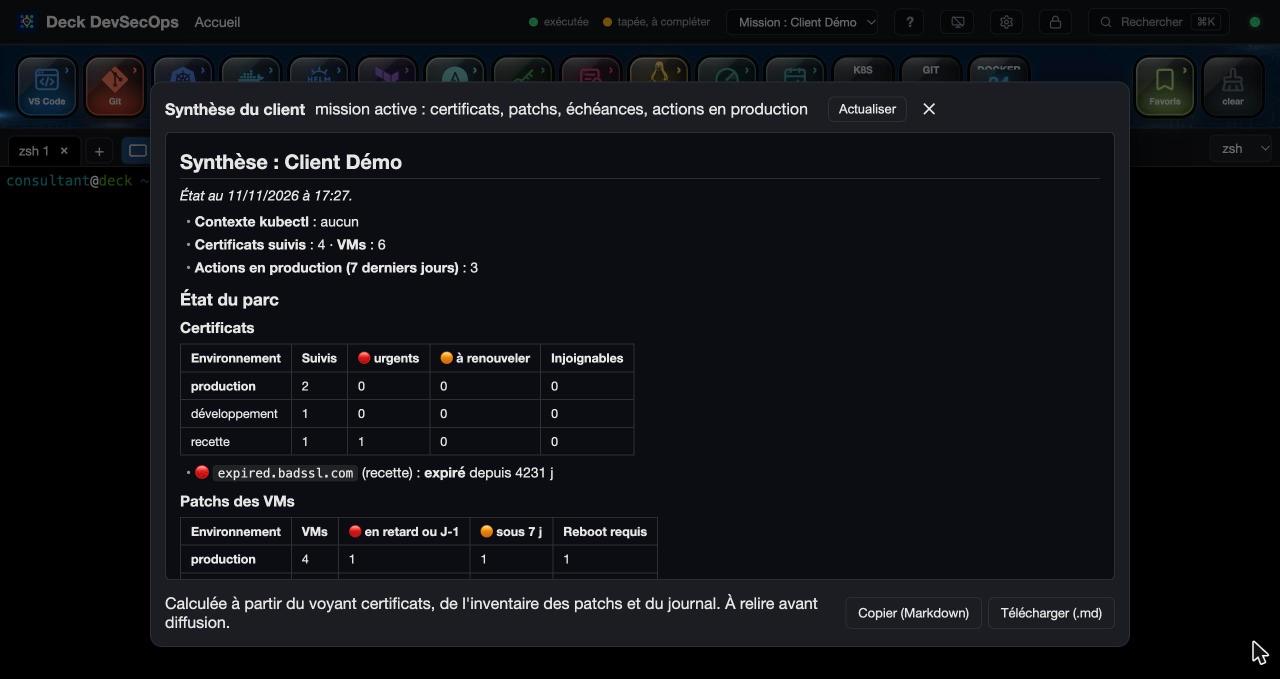 Deck DevSecOps Accueil exécutée tapée, à compléter Mission : Client Démo ? Rechercher ⌘K
VS Code Git HELM K8S GIT DOCKER Favoris clear
zsh 1 × + zsh
consultant@deck ~
Synthèse du client mission active : certificats, patchs, échéances, actions en production Actualiser ✕
Synthèse : Client Démo
État au 11/11/2026 à 17:27.
• Contexte kubectl : aucun
• Certificats suivis : 4 · VMs : 6
• Actions en production (7 derniers jours) : 3
État du parc
Certificats
Environnement Suivis 🔴 urgents 🟠 à renouveler Injoignables
production 2 0 0 0
développement 1 0 0 0
recette 1 1 0 0
• 🔴 expired.badssl.com (recette) : expiré depuis 4231 j
Patchs des VMs
Environnement VMs 🔴 en retard ou J-1 🟠 sous 7 j Reboot requis
production 4 1 1 1
Calculée à partir du voyant certificats, de l'inventaire des patchs et du journal. À relire avant
diffusion.
Copier (Markdown) Télécharger (.md)